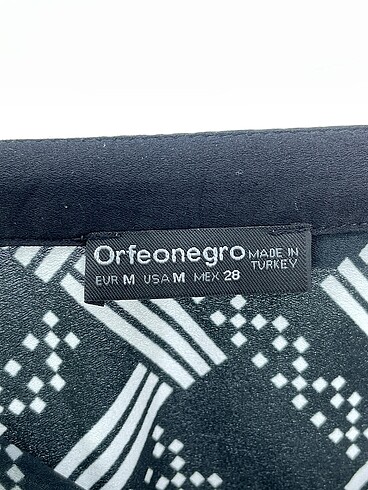 Orfeonegro
EUR M USA M MEX 28
MADE IN
TURKEY